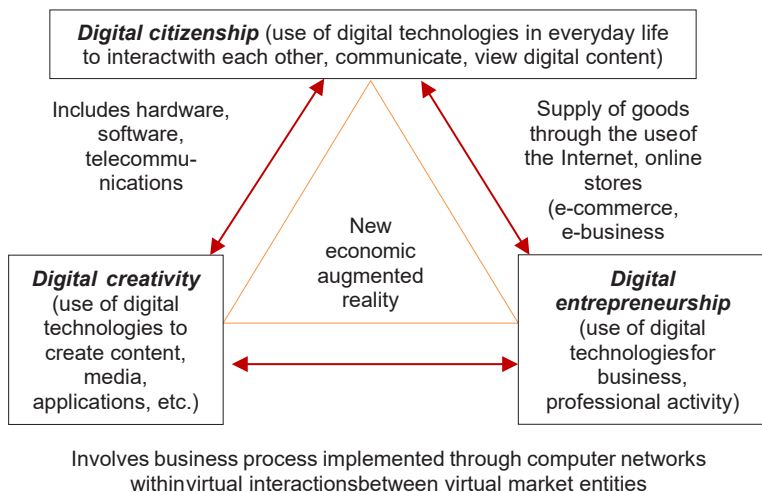 Digital citizenship (use of digital technologies in everyday life
to interactwith each other, communicate, view digital content)
Includes hardware,
software,
telecommu-
nications
Supply of goods
through the useof
the Internet, online
stores
(e-commerce,
e-business
New
economic
augmented
reality
Digital creativity
(use of digital
technologies to
create content,
media,
applications, etc.)
Digital
entrepreneurship
(use of digital
technologiesfor
business,
professional activity)
Involves business process implemented through computer networks
withinvirtual interactionsbetween virtual market entities